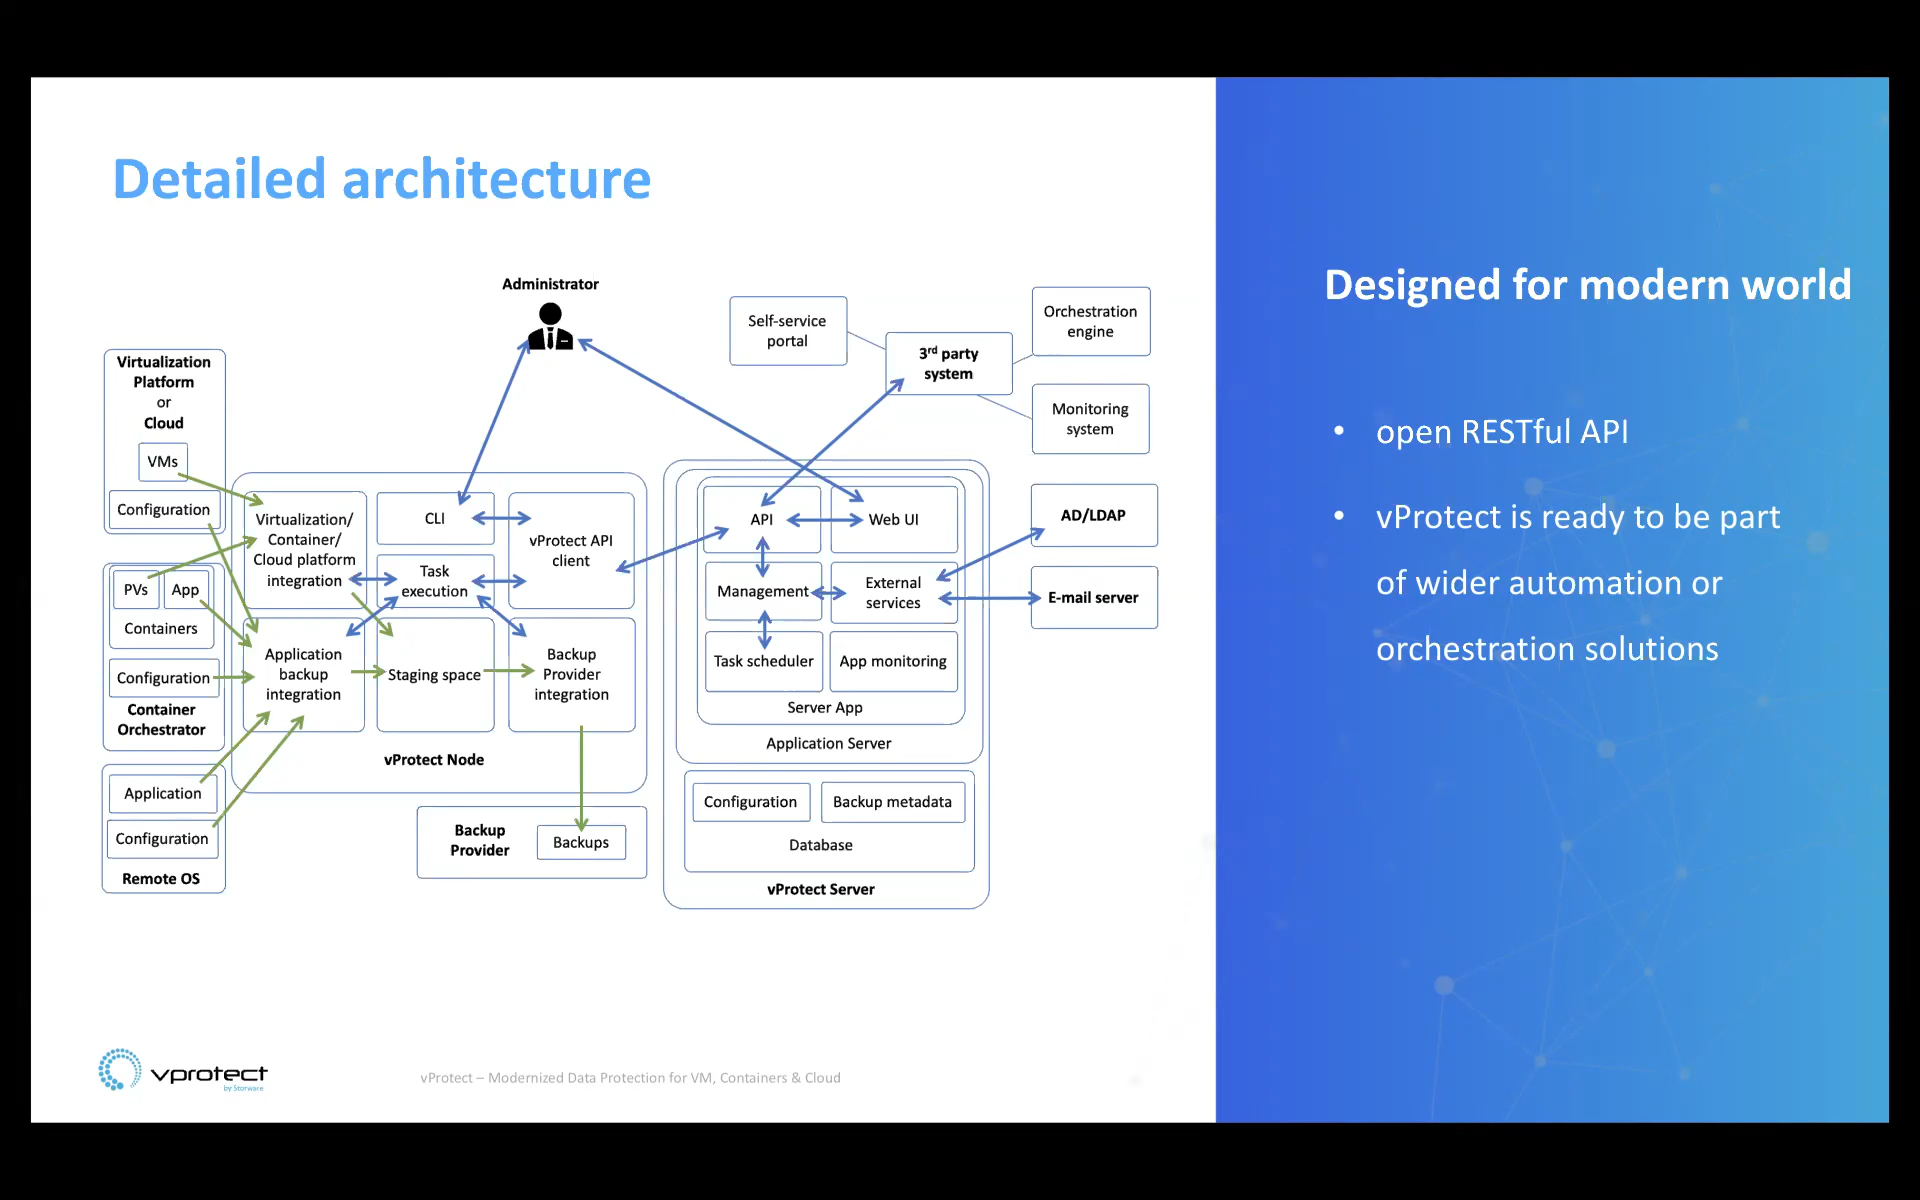 Detailed architecture
Administrator
Self-service
portal
3rd party
system
Orchestration
engine
Monitoring
system
Virtualization
Platform
or
Cloud
VMs
Configuration
PVs
App
Containers
Configuration
Container
Orchestrator
Application
Configuration
Remote OS
Virtualization/
Container/
Cloud platform
integration
CLI
Task
execution
vProtect API
client
Application
backup
integration
Staging space
Backup
Provider
integration
vProtect Node
Backup
Provider
Backups
API
Web UI
Management
External
services
Task scheduler
App monitoring
Server App
Application Server
Configuration
Backup metadata
Database
vProtect Server
AD/LDAP
E-mail server
vprotect
by Storware
vProtect – Modernized Data Protection for VM, Containers & Cloud
Designed for modern world
• open RESTful API
• vProtect is ready to be part
of wider automation or
orchestration solutions